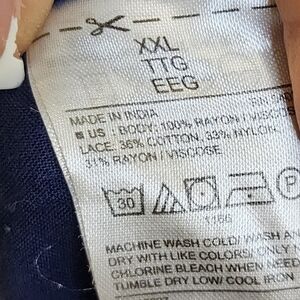 XXL
TTG
EEG
MADE IN INDIA
US : BODY: 100% RAYON / VISCOSE
LACE: 36% COTTON, 33% NYLON,
31% RAYON / VISCOSE
30
1166
MACHINE WASH COLD/ WASH AN
DRY WITH LIKE COLORS/ ONLY
CHLORINE BLEACH WHEN NEED
TUMBLE DRY LOW/ COOL IRON